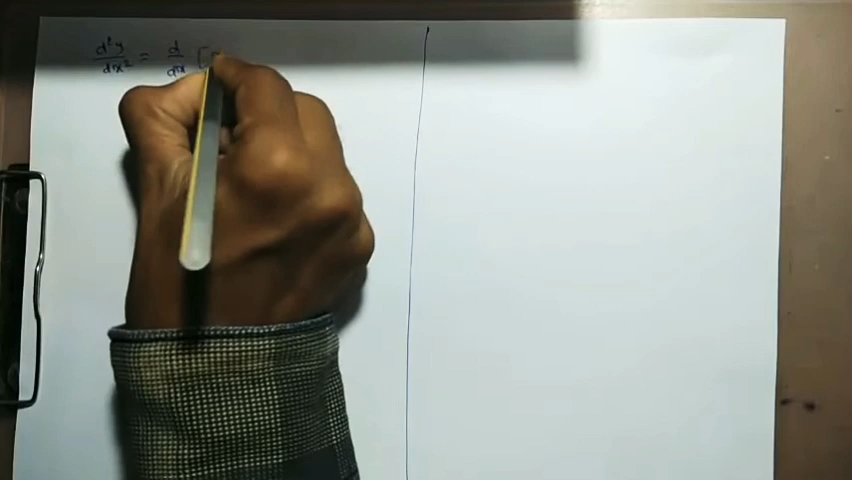 d²y/dx² = d/dx [